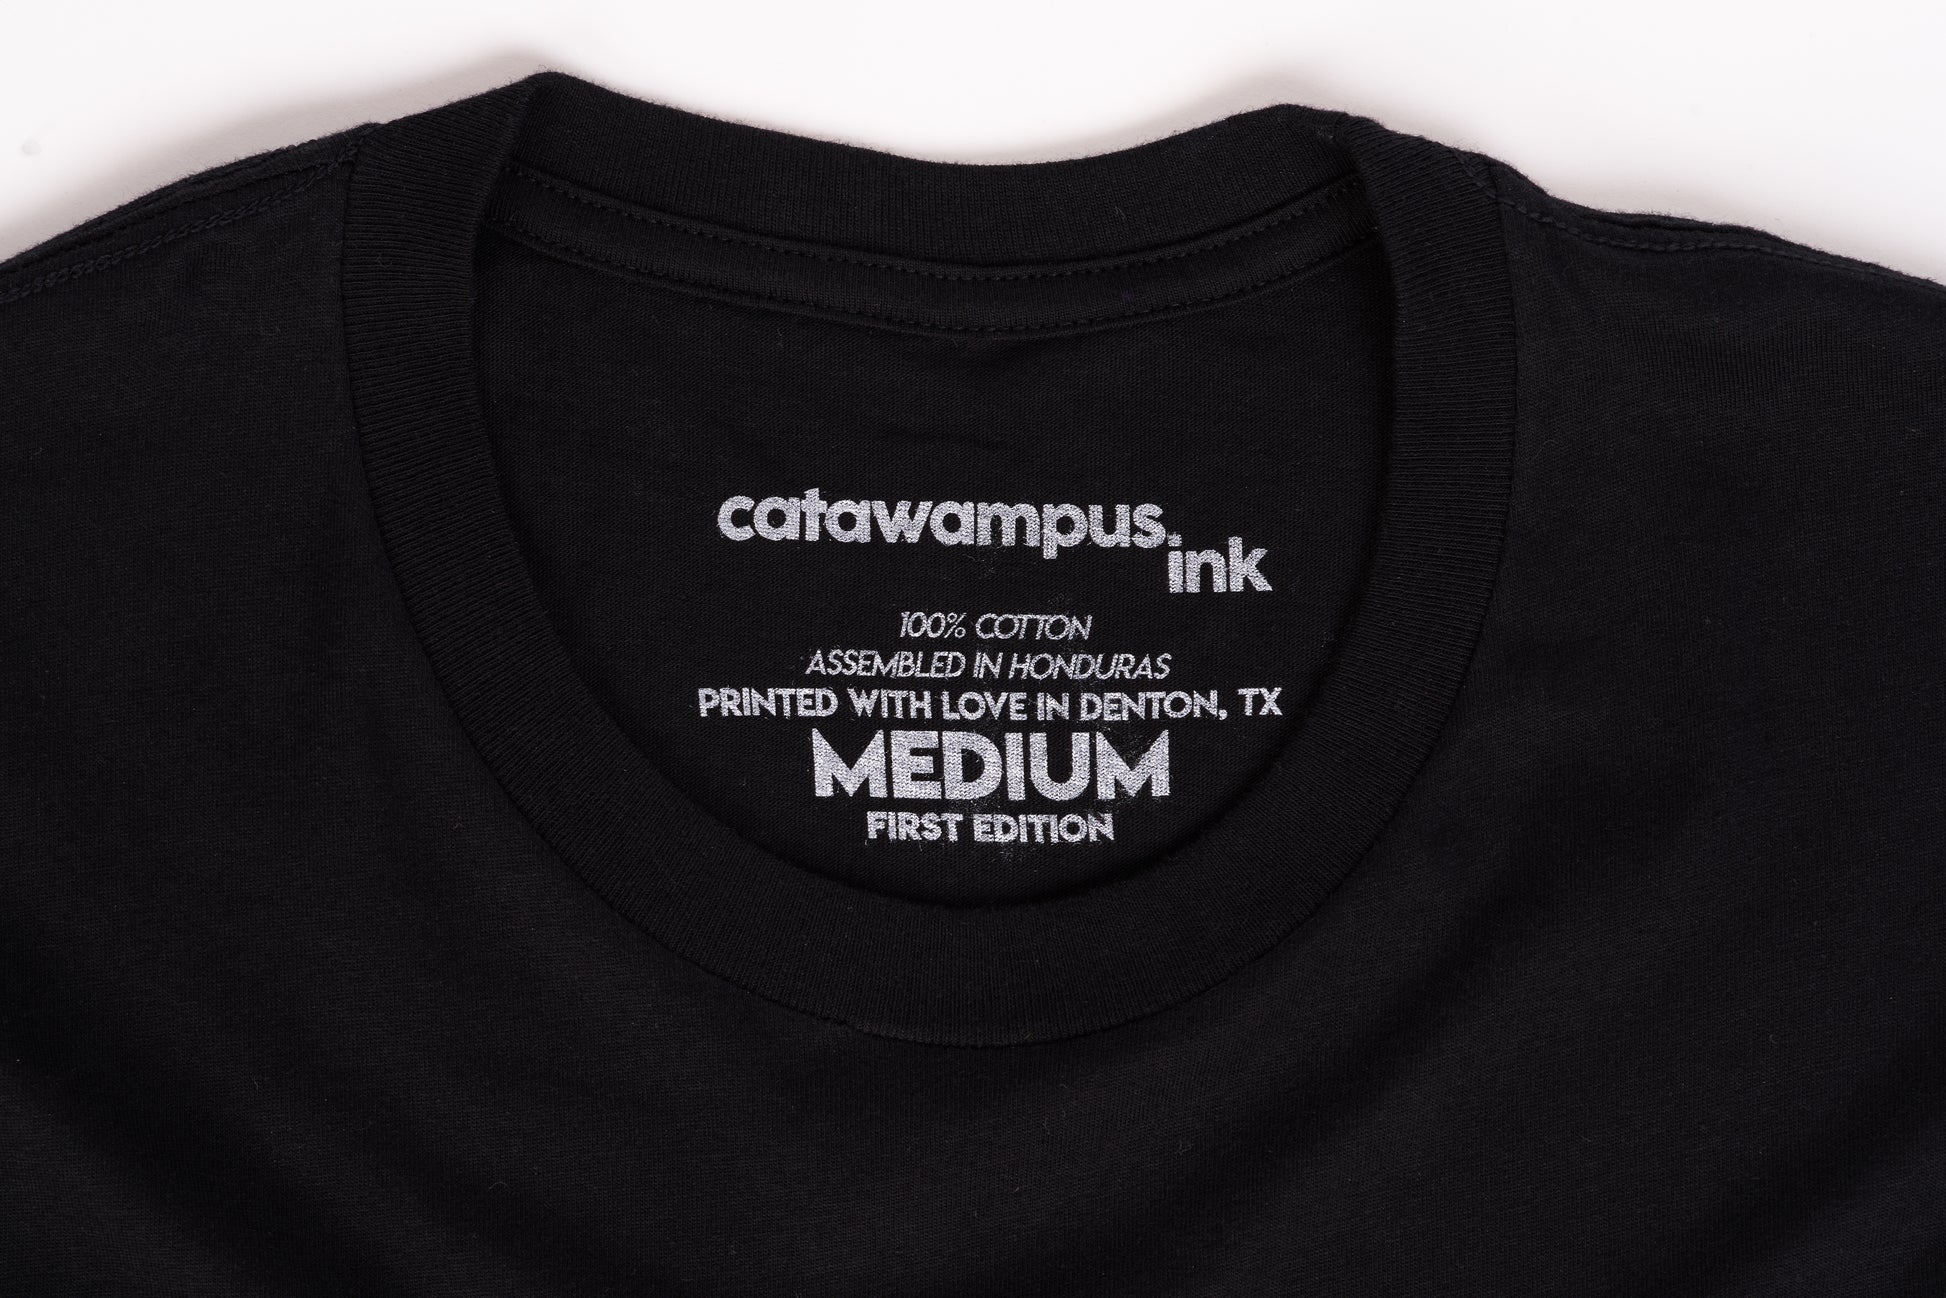 catawampus.ink
100% COTTON
ASSEMBLED IN HONDURAS
PRINTED WITH LOVE IN DENTON, TX
MEDIUM
FIRST EDITION